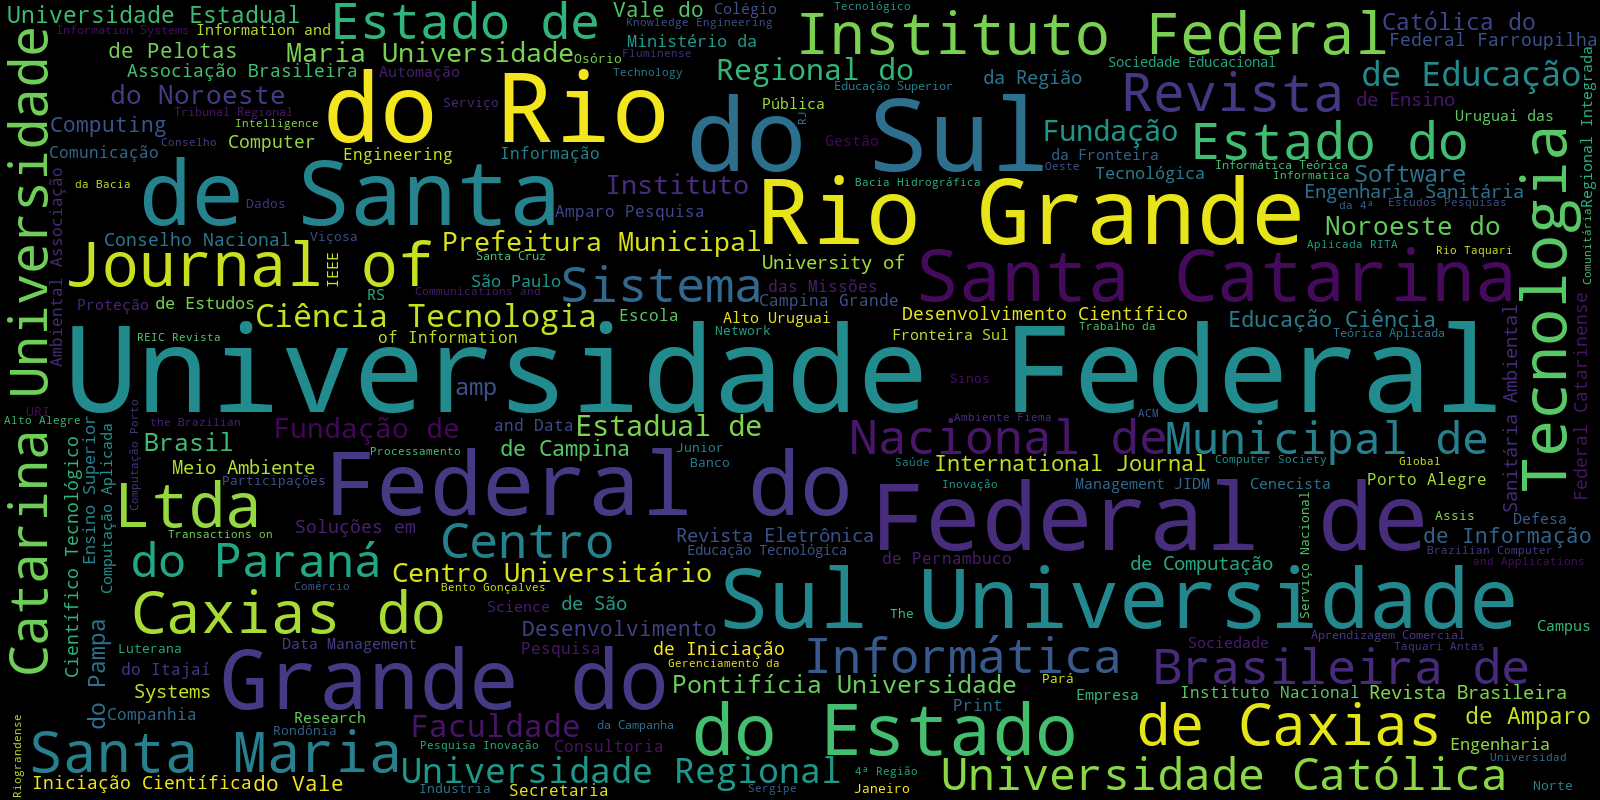 Universidade Estadual
Information Systems
Information and
Estado de
Vale do
Colégio
Knowledge Engineering
Tecnológico
Instituto Federal
Católica do
Federal Farroupilha
de Pelotas
Maria Universidade
Osório
Ministério da
Fluminense
Associação Brasileira
Automação
Technology
Regional do
Sociedade Educacional
da Região
Educação Superior
de Educação
do Noroeste
Serviço
do Rio
do Sul
Pública
RJ
Revista
de Ensino
Tribunal Regional
Intelligence
Computing
Conselho
Computer
Gestão
Fundação
Estado do
Uruguai das
Regional Integrada
Comunicação
Engineering
Informação
da Fronteira
Oeste
Informática Teórica
Tecnológica
Informatica
Software
da Bacia
de Santa
Dados
Instituto
Bacia Hidrográfica
Engenharia Sanitária
Amparo Pesquisa
Rio Grande
da 4ª
Estudos Pesquisas
Noroeste do
Conselho Nacional
Viçosa
Prefeitura Municipal
Aplicada RITA
Rio Taquari
Comunitária
Journal of
IEEE
Santa Cruz
University of
Santa Catarina
Tecnologia
Ambiental Associação
São Paulo
Sistema
das Missões
RS
Communications and
Campina Grande
Proteção
de Estudos
Ciência Tecnologia
Escola
Alto Uruguai
Desenvolvimento Científico
Educação Ciência
Trabalho da
REIC Revista
of Information
Network
Fronteira Sul
Teórica Aplicada
Catarina Universidade
Universidade Federal
Sinos
amp
Sanitária Ambiental
Federal Catarinense
URI
Alto Alegre
the Brazilian
Fundação de
and Data
Estadual de
Ambiente Fiema
ACM
Brasil
Processamento
de Campina
Junior
Nacional de
Municipal de
Meio Ambiente
Participações
Banco
Saúde
International Journal
Computer Society
Global
Computação Porto
Federal do
Inovação
Management JIDM
Cenecista
Porto Alegre
Ltda
Federal de
Ensino Superior
Computação Aplicada
Científico Tecnológico
Soluções em
Transactions on
Centro
Revista Eletrônica
Educação Tecnológica
Serviço Nacional
Assis
Defesa
de Informação
Brazilian Computer
and Applications
do Paraná
Centro Universitário
de Pernambuco
de Computação
Comércio
Bento Gonçalves
Sul Universidade
Caxias do
Science
de São
The
Desenvolvimento
Campus
do Pampa
Luterana
Data Management
Pesquisa
de Iniciação
Informática
Sociedade
Aprendizagem Comercial
Taquari Antas
do Itajaí
Grande do
Gerenciamento da
Brasileira de
Systems
Pontifícia Universidade
Pará
Empresa
Instituto Nacional
Revista Brasileira
Companhia
Research
Rondônia
Faculdade
da Campanha
Print
do Estado
de Caxias
de Amparo
Riograndense
Santa Maria
Pesquisa Inovação
Consultoria
Engenharia
Universidad
Iniciação Científica
do Vale
Universidade Regional
4ª Região
Universidade Católica
Industria
Secretaria
Sergipe
Janeiro
Norte